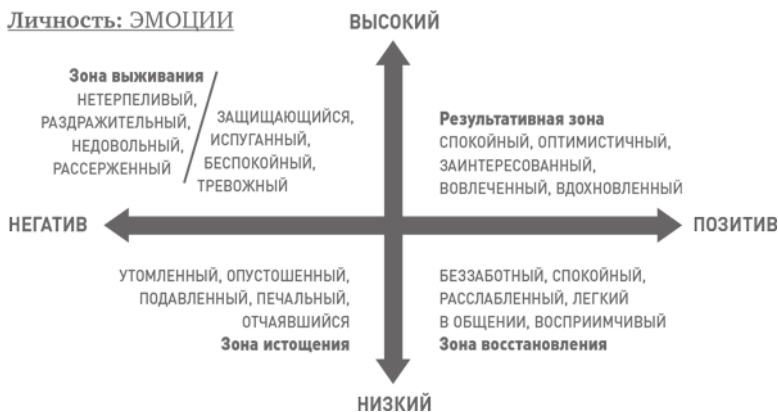 Личность: ЭМОЦИИ
ВЫСОКИЙ
Зона выживания
НЕТЕРПЕЛИВЫЙ,
РАЗДРАЖИТЕЛЬНЫЙ,
НЕДОВОЛЬНЫЙ,
РАССЕРЖЕННЫЙ
ЗАЩИЩАЮЩИЙСЯ,
ИСПУГАННЫЙ,
БЕСПОКОЙНЫЙ,
ТРЕВОЖНЫЙ
Результативная зона
СПОКОЙНЫЙ, ОПТИМИСТИЧНЫЙ,
ЗАИНТЕРЕСОВАННЫЙ,
ВОВЛЕЧЕННЫЙ, ВДОХНОВЛЕННЫЙ
НЕГАТИВ
ПОЗИТИВ
УТОМЛЕННЫЙ, ОПУСТОШЕННЫЙ,
ПОДАВЛЕННЫЙ, ПЕЧАЛЬНЫЙ,
ОТЧАЯВШИЙСЯ
Зона истощения
БЕЗЗАБОТНЫЙ, СПОКОЙНЫЙ,
РАССЛАБЛЕННЫЙ, ЛЕГКИЙ
В ОБЩЕНИИ, ВОСПРИИМЧИВЫЙ
Зона восстановления
НИЗКИЙ